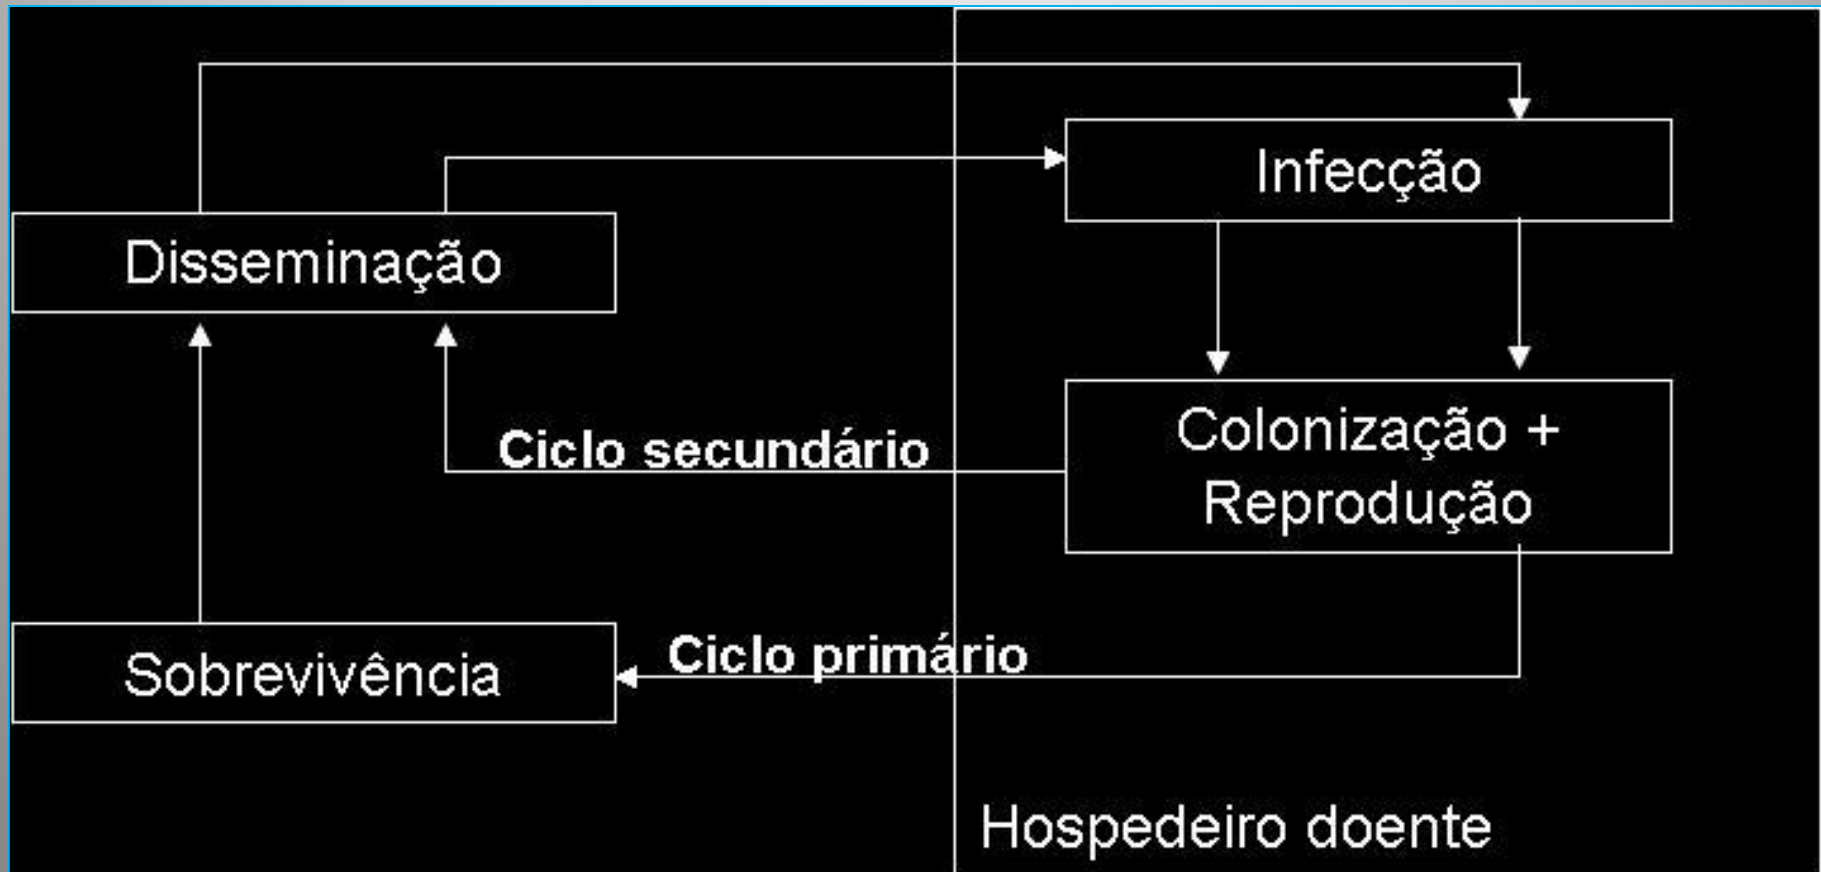 Infecção
Disseminação
Colonização +
Reprodução
Ciclo secundário
Ciclo primário
Sobrevivência
Hospedeiro doente